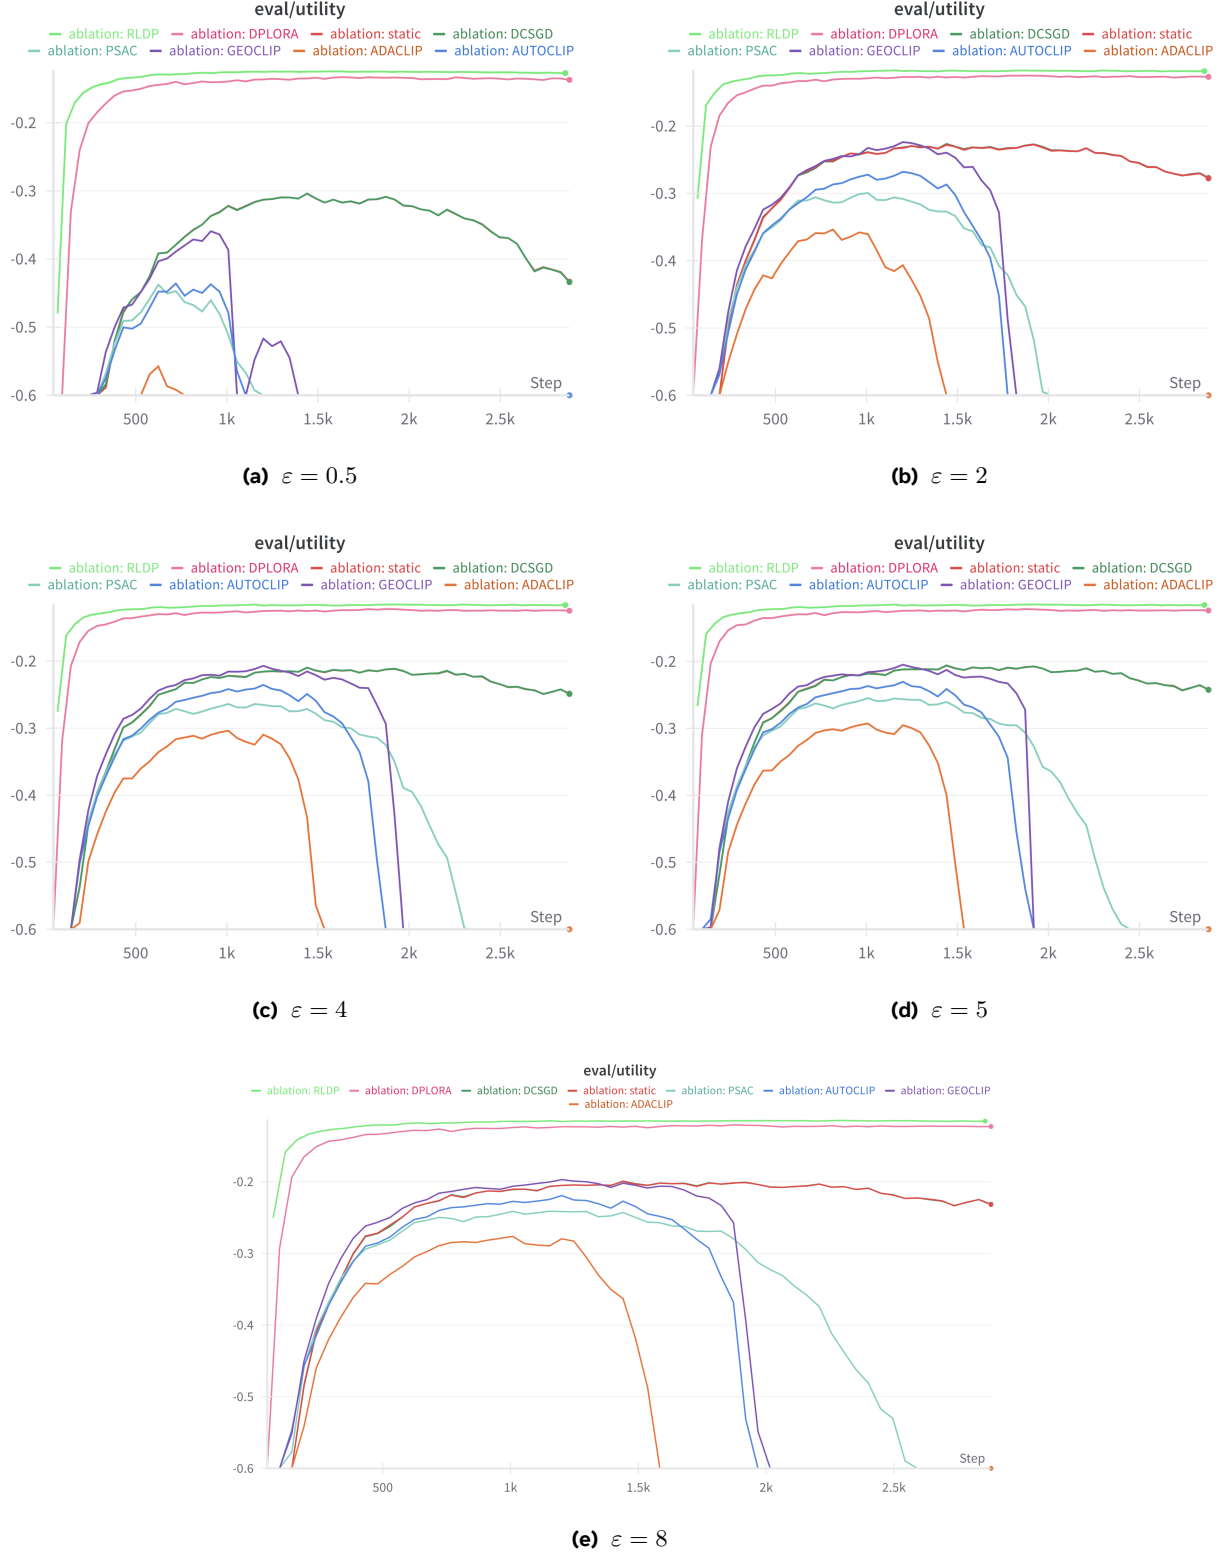 eval/utility
ablation: RLDP ablation: DPLORA ablation: static ablation: DCSGD
ablation: PSAC ablation: GEOCLIP ablation: ADACLIP ablation: AUTOCLIP
-0.2
-0.3
-0.4
-0.5
-0.6
Step
500 1k 1.5k 2k 2.5k
(a) ε = 0.5
eval/utility
ablation: RLDP ablation: DPLORA ablation: DCSGD ablation: static
ablation: PSAC ablation: GEOCLIP ablation: AUTOCLIP ablation: ADACLIP
-0.2
-0.3
-0.4
-0.5
-0.6
Step
500 1k 1.5k 2k 2.5k
(b) ε = 2
eval/utility
ablation: RLDP ablation: DPLORA ablation: static ablation: DCSGD
ablation: PSAC ablation: AUTOCLIP ablation: GEOCLIP ablation: ADACLIP
-0.2
-0.3
-0.4
-0.5
-0.6
Step
500 1k 1.5k 2k 2.5k
(c) ε = 4
eval/utility
ablation: RLDP ablation: DPLORA ablation: static ablation: DCSGD
ablation: PSAC ablation: AUTOCLIP ablation: GEOCLIP ablation: ADACLIP
-0.2
-0.3
-0.4
-0.5
-0.6
Step
500 1k 1.5k 2k 2.5k
(d) ε = 5
eval/utility
ablation: RLDP ablation: DPLORA ablation: DCSGD ablation: static ablation: PSAC ablation: AUTOCLIP ablation: GEOCLIP
ablation: ADACLIP
-0.2
-0.3
-0.4
-0.5
-0.6
Step
500 1k 1.5k 2k 2.5k
(e) ε = 8